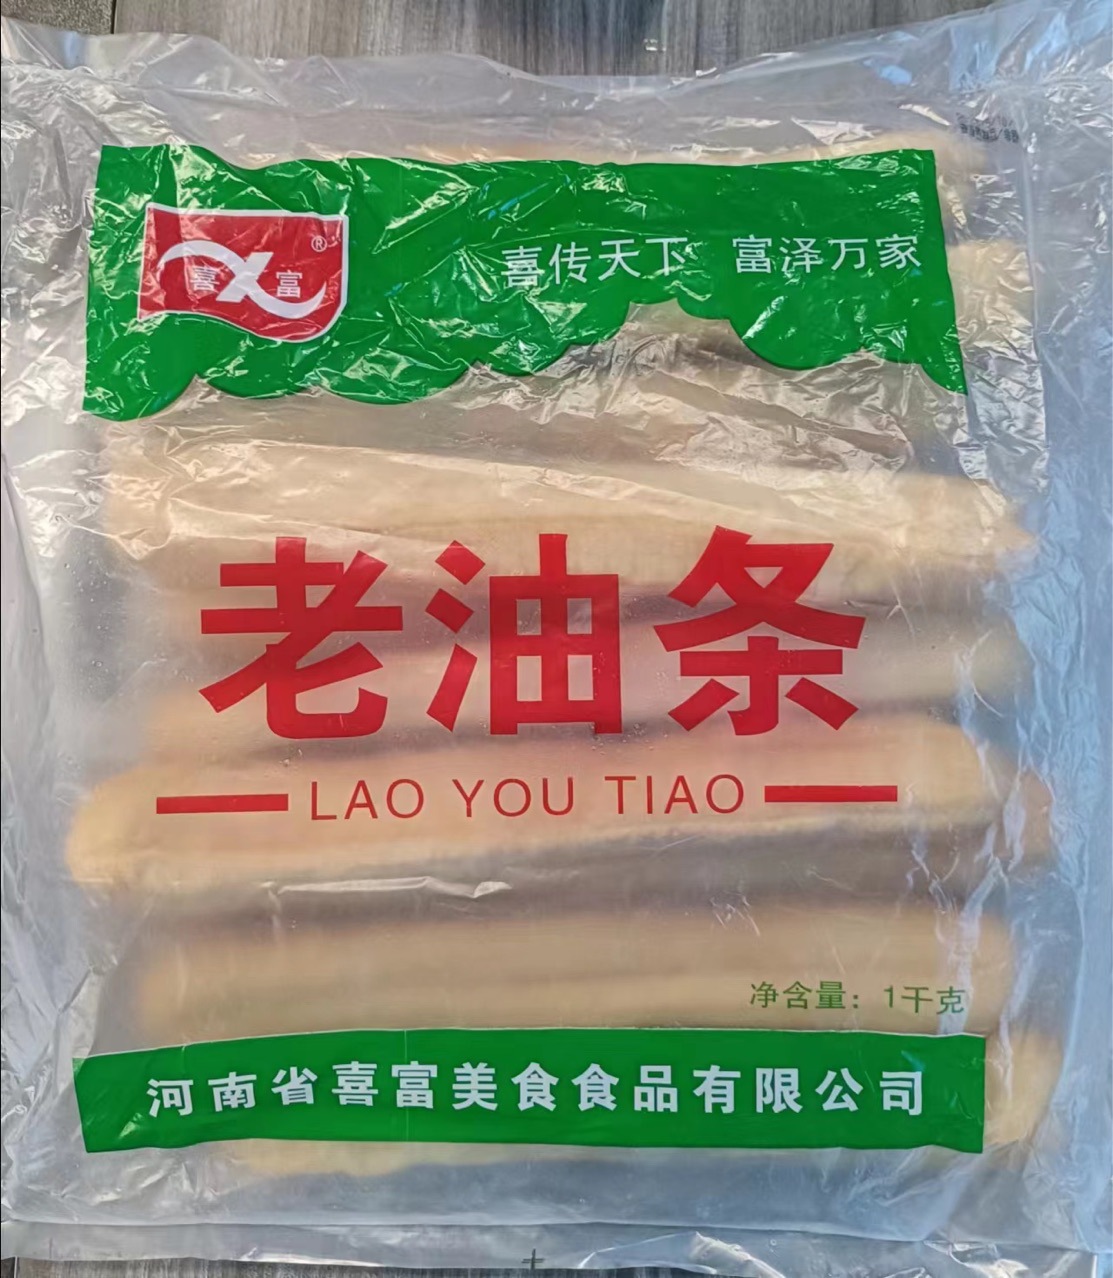 喜 富 ®
喜传天下 富泽万家
老油条
LAO YOU TIAO
净含量：1千克
河南省喜富美食食品有限公司